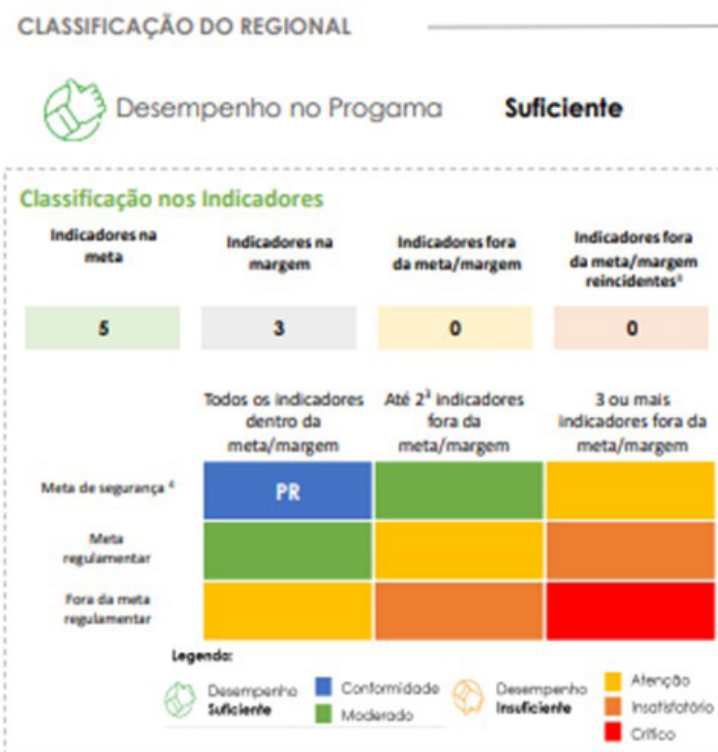 CLASSIFICAÇÃO DO REGIONAL
Desempenho no Progama Suficiente
Classificação nos Indicadores
Indicadores na
meta
Indicadores na
margem
Indicadores fora
da meta/margem
Indicadores fora
da meta/margem
reincidentes³
5 3 0 0
Todos os indicadores
dentro da
meta/margem
Até 2³ indicadores
fora da
meta/margem
3 ou mais
indicadores fora da
meta/margem
Meta de segurança ⁴
PR
Meta
regulamentar
Fora da meta
regulamentar
Legenda:
Desempenho
Suficiente
Conformidade
Moderado
Desempenho
Insuficiente
Atenção
Insatisfatório
Crítico